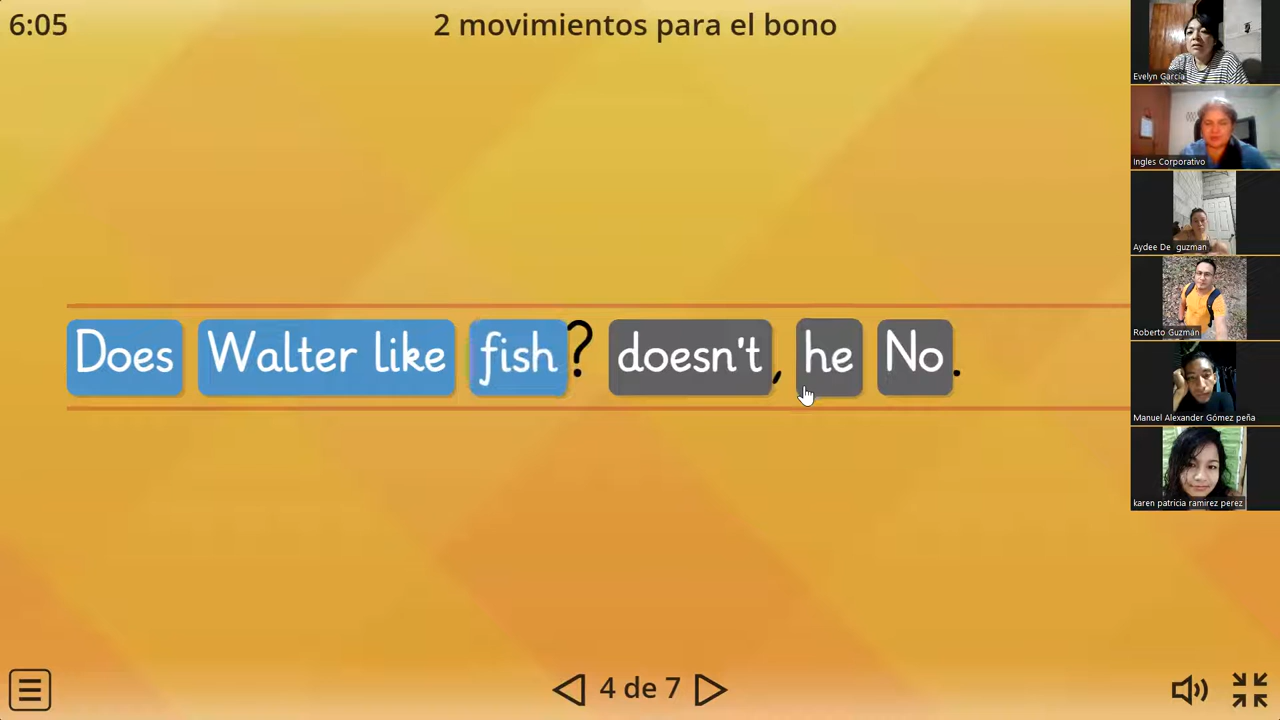 6:05
2 movimientos para el bono
Evelyn García
Ingles Corporativo
Aydee De guzman
Does Walter like fish? doesn't, he No.
Roberto Guzmán
Manuel Alexander Gómez peña
karen patricia ramirez perez
4 de 7